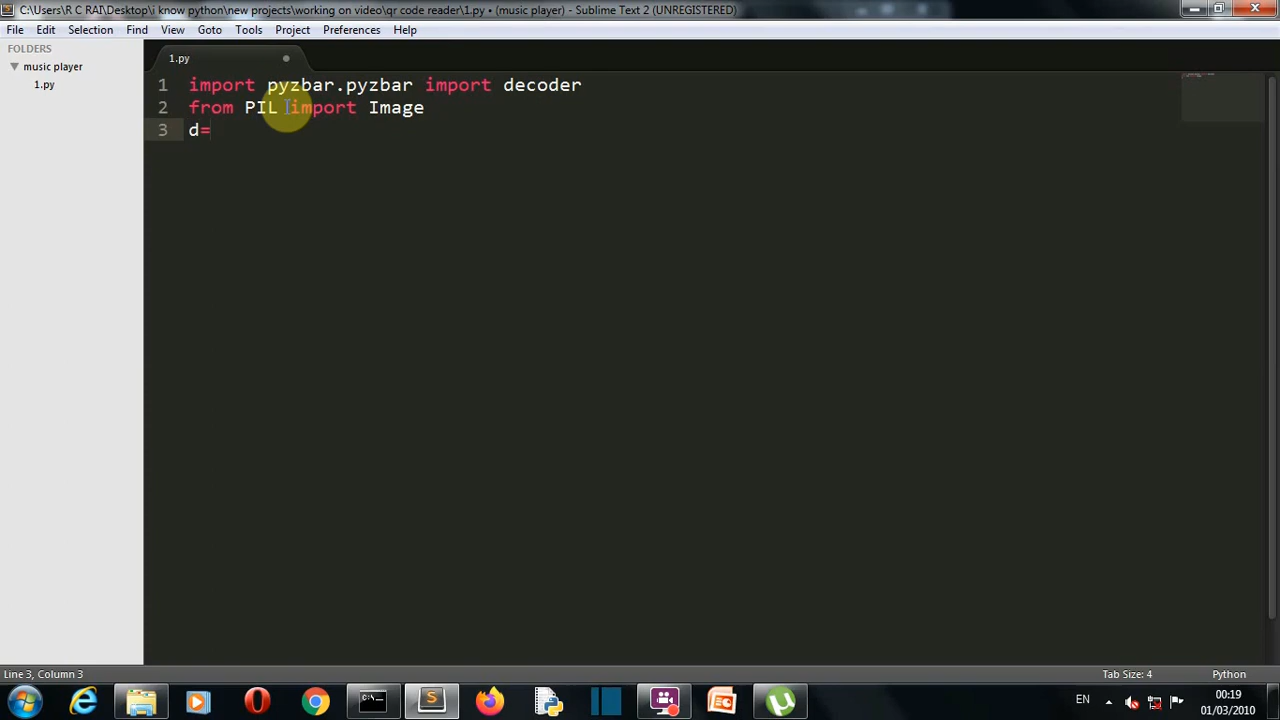 C:\Users\R C RAI\Desktop\i know python\new projects\working on video\qr code reader\1.py • (music player) - Sublime Text 2 (UNREGISTERED)
File Edit Selection Find View Goto Tools Project Preferences Help
FOLDERS
music player
1.py
1.py
1 import pyzbar.pyzbar import decoder
2 from PIL import Image
3 d=
Line 3, Column 3
Tab Size: 4
Python
EN
00:19
01/03/2010